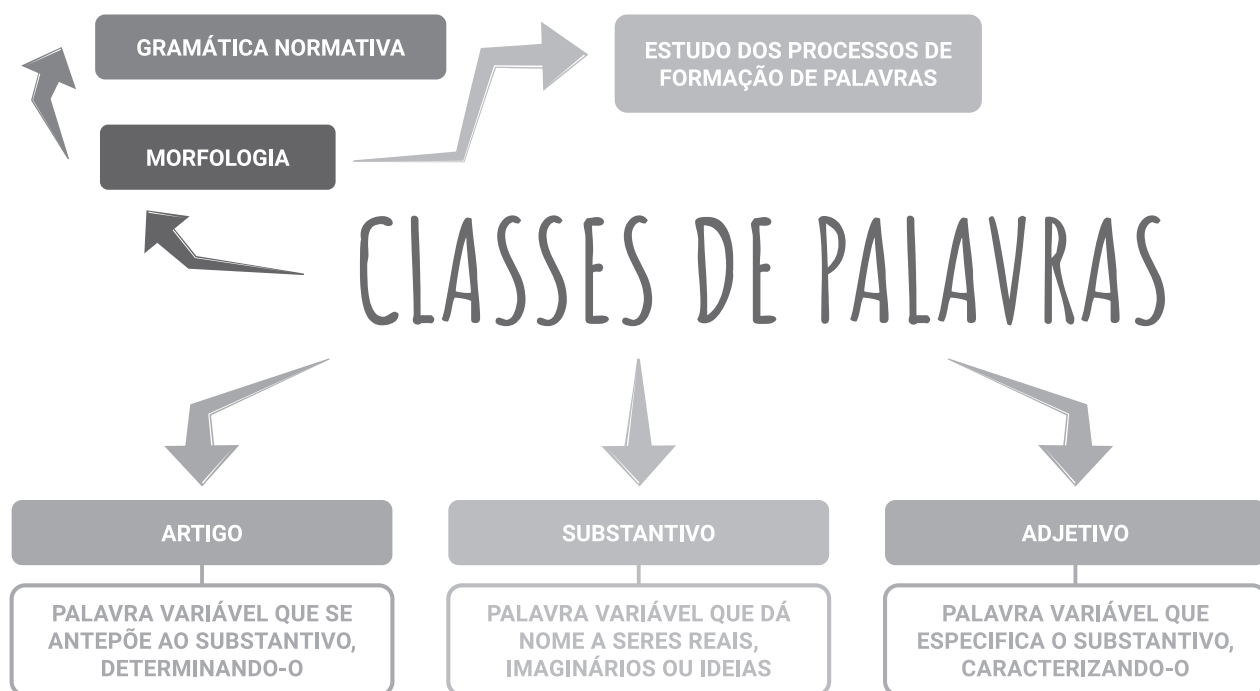 GRAMÁTICA NORMATIVA
ESTUDO DOS PROCESSOS DE
FORMAÇÃO DE PALAVRAS
MORFOLOGIA
CLASSES DE PALAVRAS
ARTIGO
PALAVRA VARIÁVEL QUE SE
ANTEPÕE AO SUBSTANTIVO,
DETERMINANDO-O
SUBSTANTIVO
PALAVRA VARIÁVEL QUE DÁ
NOME A SERES REAIS,
IMAGINÁRIOS OU IDEIAS
ADJETIVO
PALAVRA VARIÁVEL QUE
ESPECIFICA O SUBSTANTIVO,
CARACTERIZANDO-O